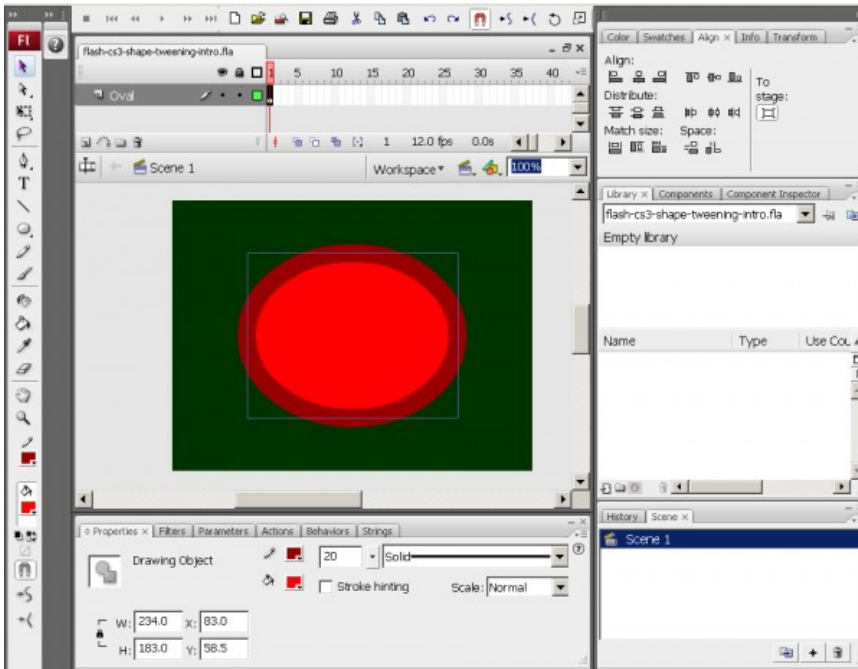 Fl
flash-cs3-shape-tweening-intro.fla
1 5 10 15 20 25 30 35 40
Oval
1 12.0 fps 0.0s
Scene 1
Workspace
100%
T
Properties × Filters Parameters Actions Behaviors Strings
Drawing Object
20
Solid
Stroke hinting
Scale: Normal
W: 234.0 X: 83.0
H: 183.0 Y: 58.5
Color Swatches Align × Info Transform
Align:
To
stage:
Distribute:
Match size: Space:
Library × Components Component Inspector
flash-cs3-shape-tweening-intro.fla
Empty library
Name Type Use Cou
History Scene ×
Scene 1